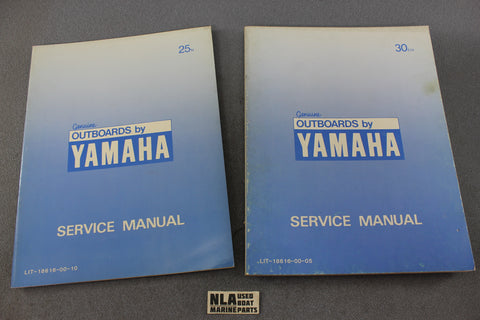 25N
Genuine
OUTBOARDS by
YAMAHA
SERVICE MANUAL
LIT-18616-00-10
30
Genuine
OUTBOARDS by
YAMAHA
SERVICE MANUAL
LIT-18616-00-05
NLA USED
BOAT
MARINE PARTS